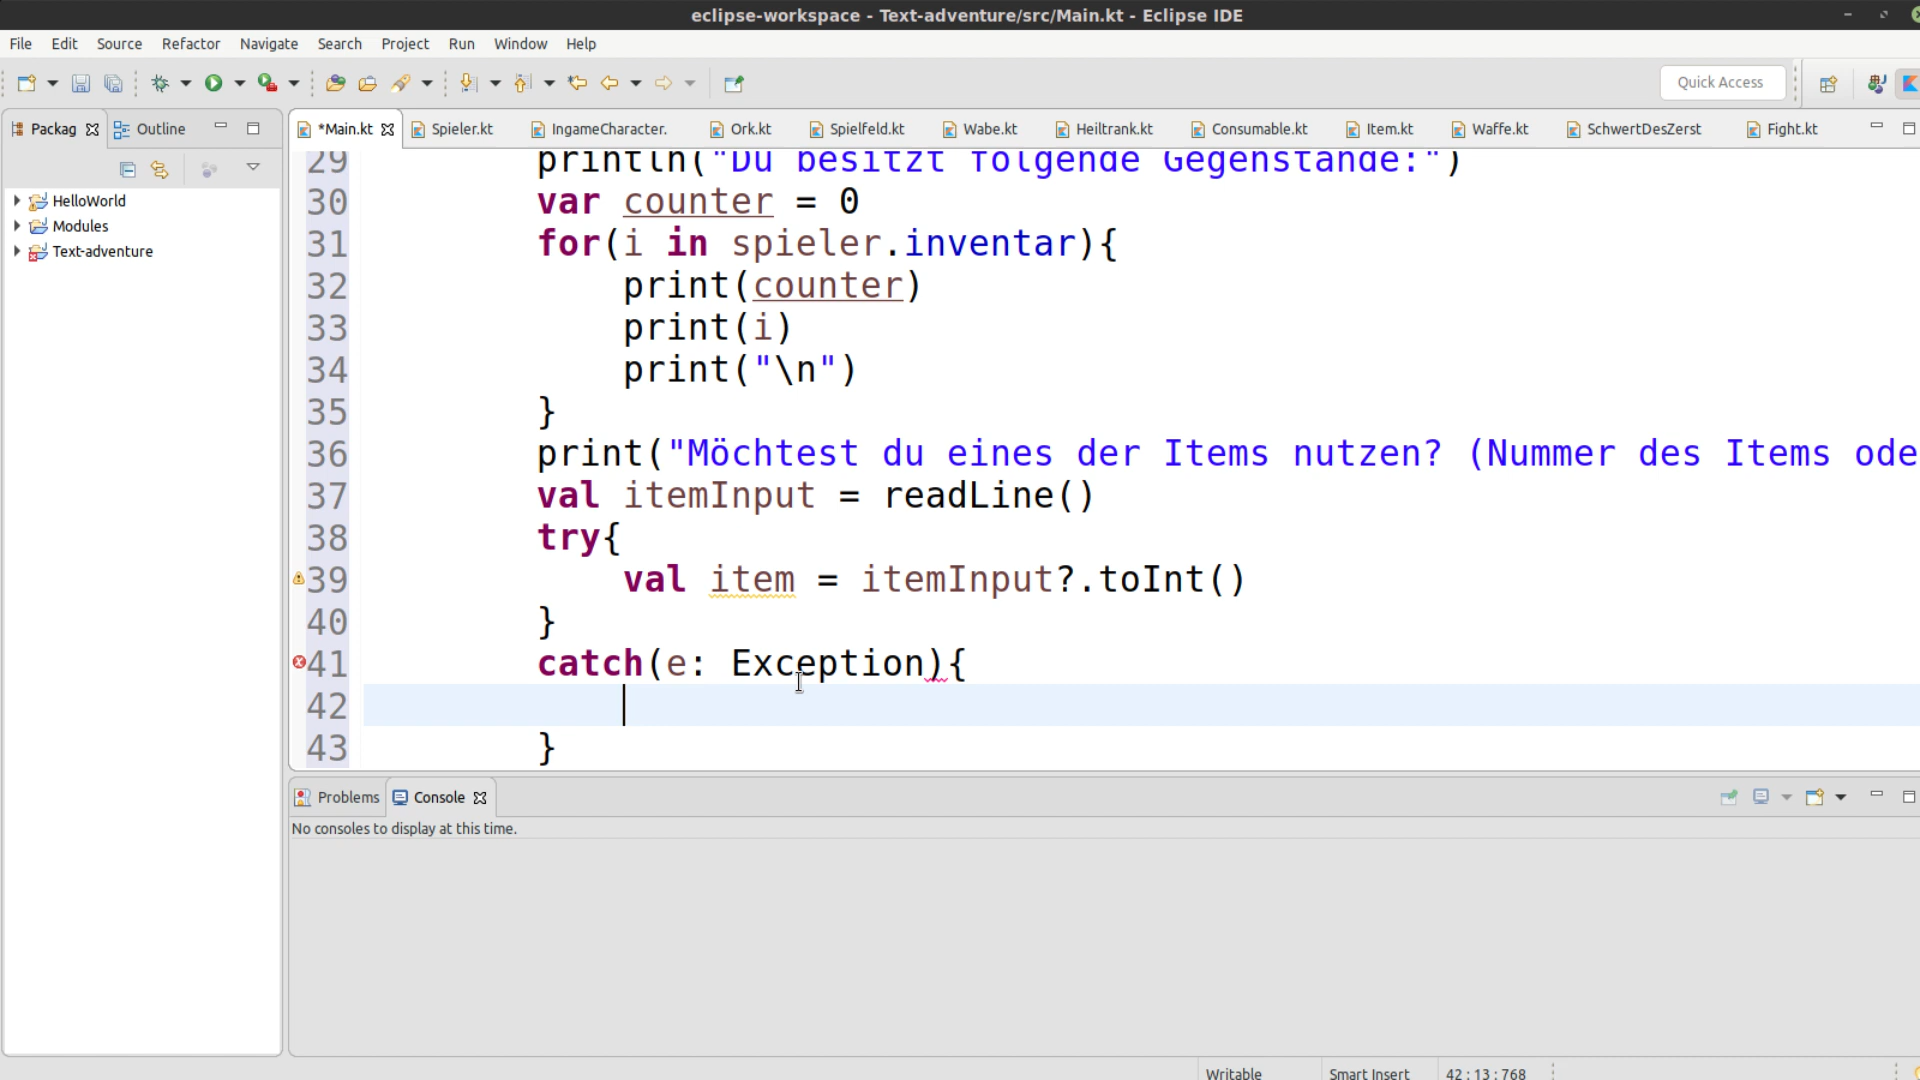 eclipse-workspace - Text-adventure/src/Main.kt - Eclipse IDE
File Edit Source Refactor Navigate Search Project Run Window Help
Quick Access
Packag Outline
*Main.kt Spieler.kt IngameCharacter. Ork.kt Spielfeld.kt Wabe.kt Heiltrank.kt Consumable.kt Item.kt Waffe.kt SchwertDesZerst Fight.kt
HelloWorld
Modules
Text-adventure
29 println("Du besitzt folgende Gegenstände:")
30 var counter = 0
31 for(i in spieler.inventar){
32 print(counter)
33 print(i)
34 print("\n")
35 }
36 print("Möchtest du eines der Items nutzen? (Nummer des Items ode
37 val itemInput = readLine()
38 try{
39 val item = itemInput?.toInt()
40 }
41 catch(e: Exception){
42
43 }
Problems Console
No consoles to display at this time.
Writable Smart Insert 42 : 13 : 768